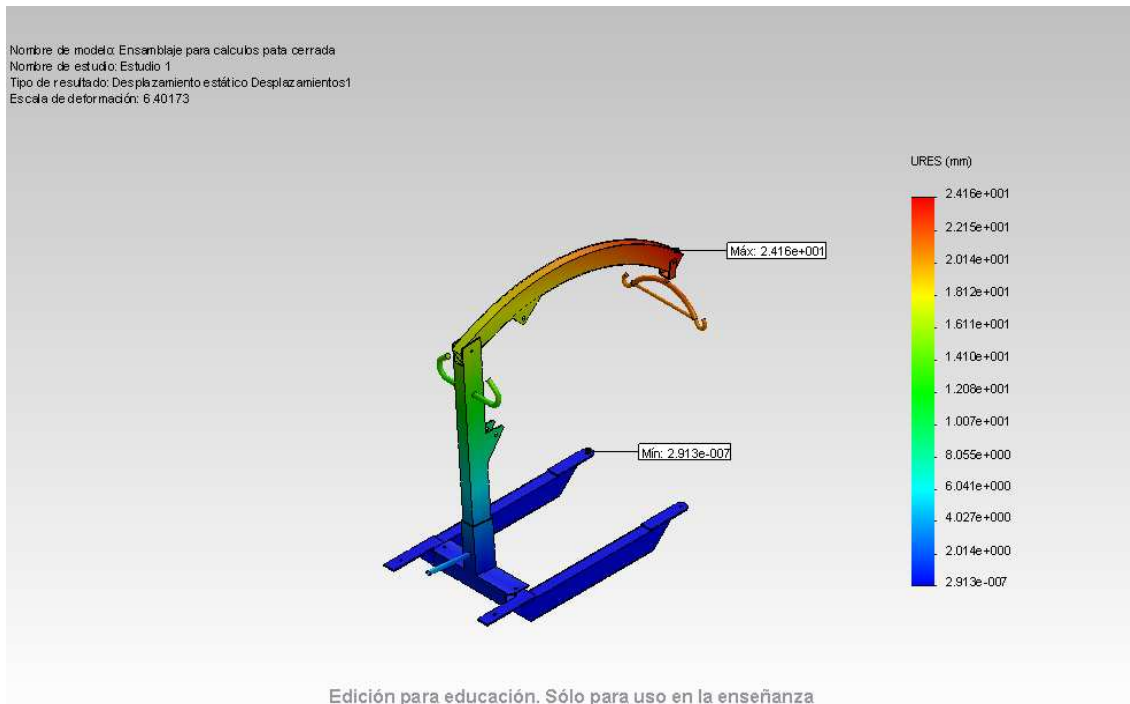 Nombre de modelo: Ensamblaje para calculos pata cerrada
Nombre de estudio: Estudio 1
Tipo de resultado: Desplazamiento estático Desplazamientos1
Escala de deformación: 6.40173
URES (mm)
2.416e+001
2.215e+001
2.014e+001
1.812e+001
1.611e+001
1.410e+001
1.208e+001
1.007e+001
8.055e+000
6.041e+000
4.027e+000
2.014e+000
2.913e-007
Máx: 2.416e+001
Mín: 2.913e-007
Edición para educación. Sólo para uso en la enseñanza